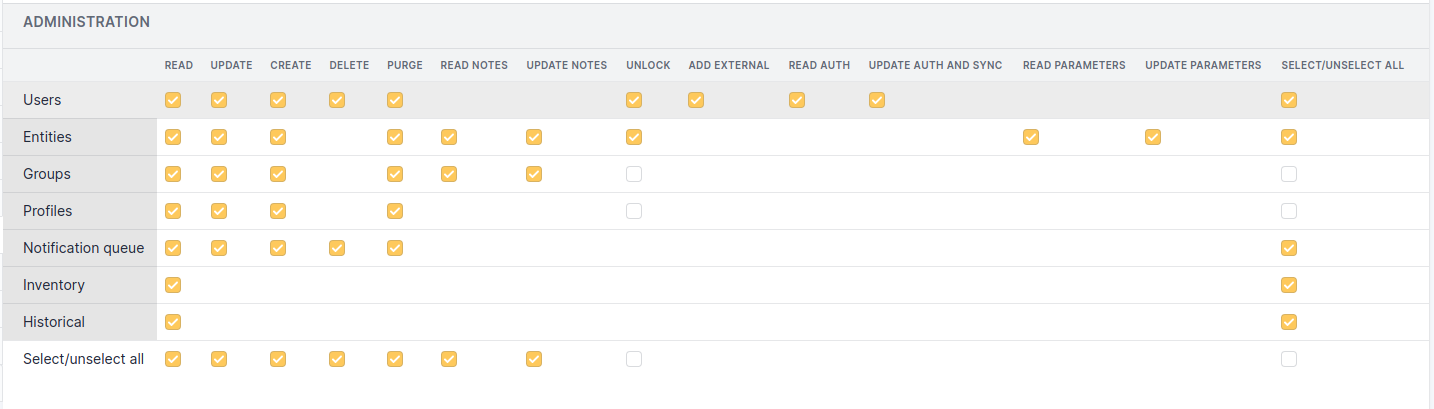 ADMINISTRATION
READ UPDATE CREATE DELETE PURGE READ NOTES UPDATE NOTES UNLOCK ADD EXTERNAL READ AUTH UPDATE AUTH AND SYNC READ PARAMETERS UPDATE PARAMETERS SELECT/UNSELECT ALL
Users
Entities
Groups
Profiles
Notification queue
Inventory
Historical
Select/unselect all